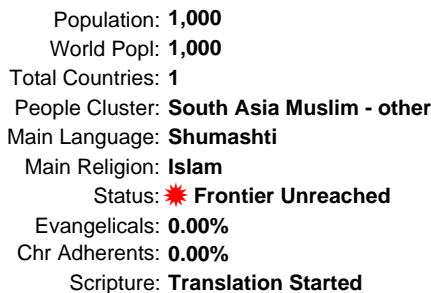 Population: 1,000
World Popl: 1,000
Total Countries: 1
People Cluster: South Asia Muslim - other
Main Language: Shumashti
Main Religion: Islam
Status: Frontier Unreached
Evangelicals: 0.00%
Chr Adherents: 0.00%
Scripture: Translation Started